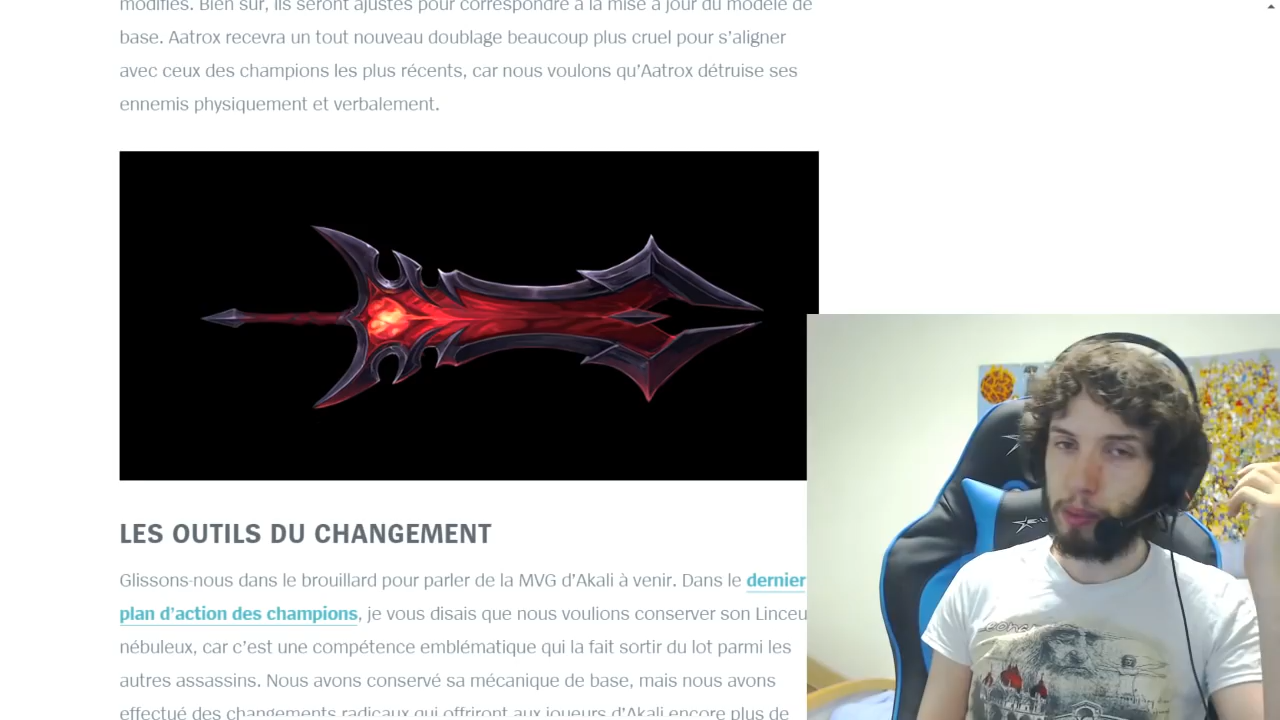 modifiés. Bien sûr, ils seront ajustés pour correspondre à la mise à jour du modèle de
base. Aatrox recevra un tout nouveau doublage beaucoup plus cruel pour s'aligner
avec ceux des champions les plus récents, car nous voulons qu'Aatrox détruise ses
ennemis physiquement et verbalement.
LES OUTILS DU CHANGEMENT
Glissons-nous dans le brouillard pour parler de la MVG d'Akali à venir. Dans le dernier
plan d'action des champions, je vous disais que nous voulions conserver son Linceu
nébuleux, car c'est une compétence emblématique qui la fait sortir du lot parmi les
autres assassins. Nous avons conservé sa mécanique de base, mais nous avons
effectué des changements radicaux qui offriront aux joueurs d'Akali encore plus de